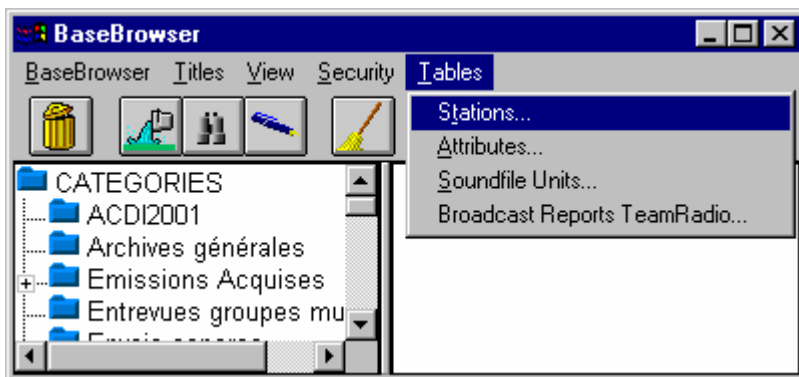 BaseBrowser
BaseBrowser Titles View Security Tables
Stations...
Attributes...
Soundfile Units...
Broadcast Reports TeamRadio...
CATEGORIES
ACDI2001
Archives générales
Emissions Acquises
Entrevues groupes mu